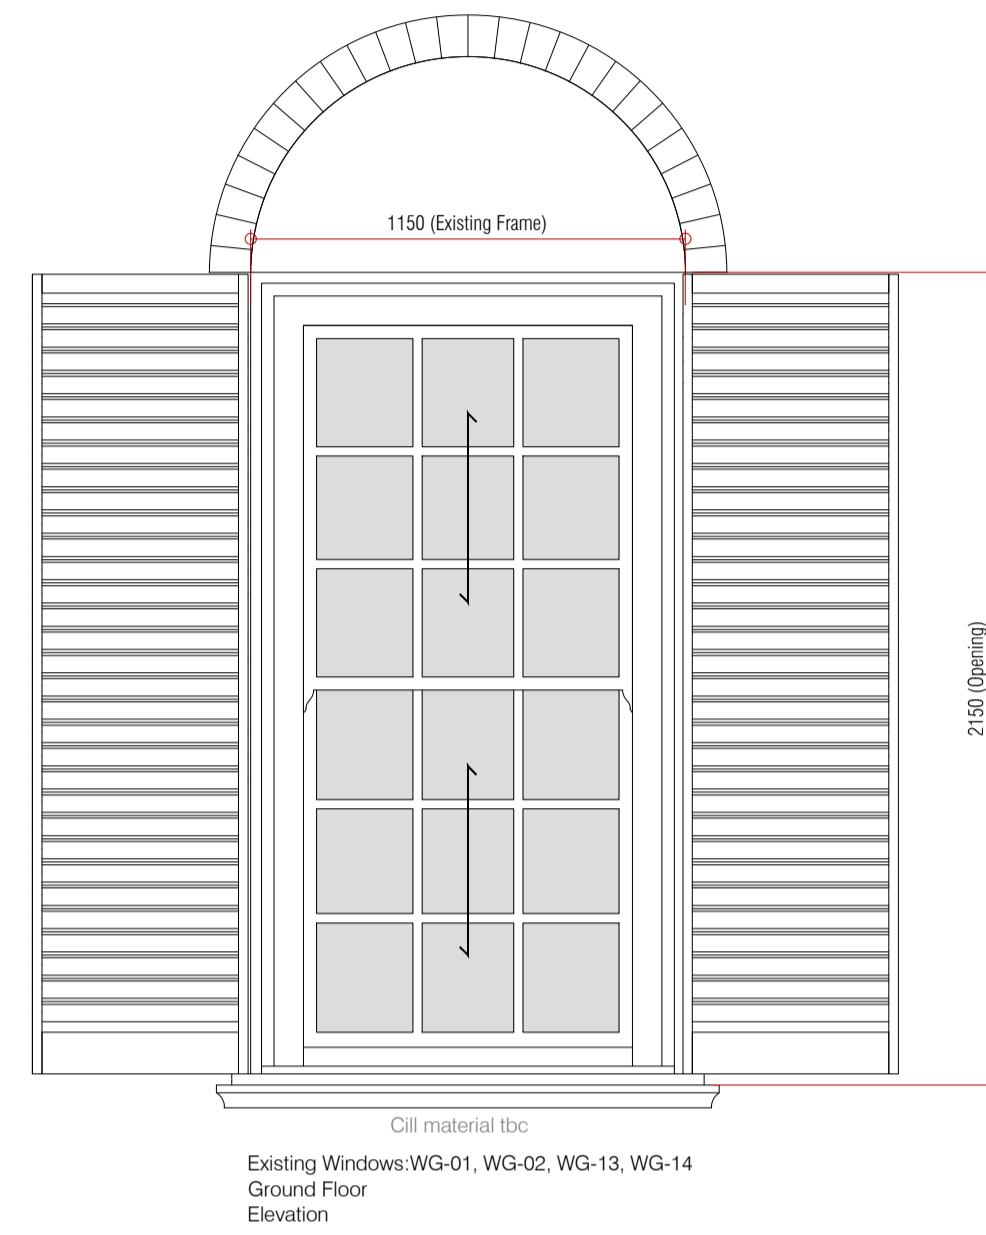 1150 (Existing Frame)
2150 (Opening)
Cill material tbc
Existing Windows:WG-01, WG-02, WG-13, WG-14
Ground Floor
Elevation